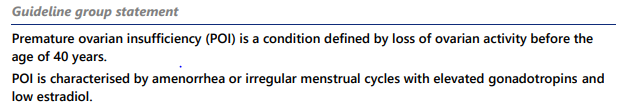 Guideline group statement
Premature ovarian insufficiency (POI) is a condition defined by loss of ovarian activity before the
age of 40 years.
POI is characterised by amenorrhea or irregular menstrual cycles with elevated gonadotropins and
low estradiol.